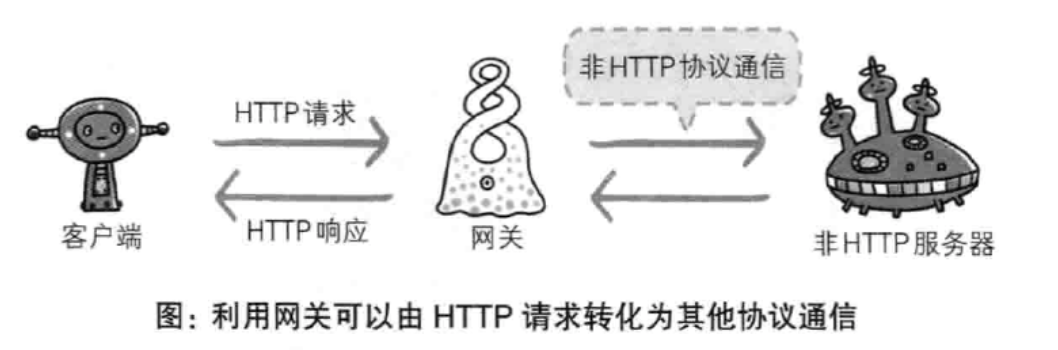 非HTTP协议通信
HTTP请求
HTTP响应
客户端
网关
非HTTP服务器
图：利用网关可以由 HTTP 请求转化为其他协议通信